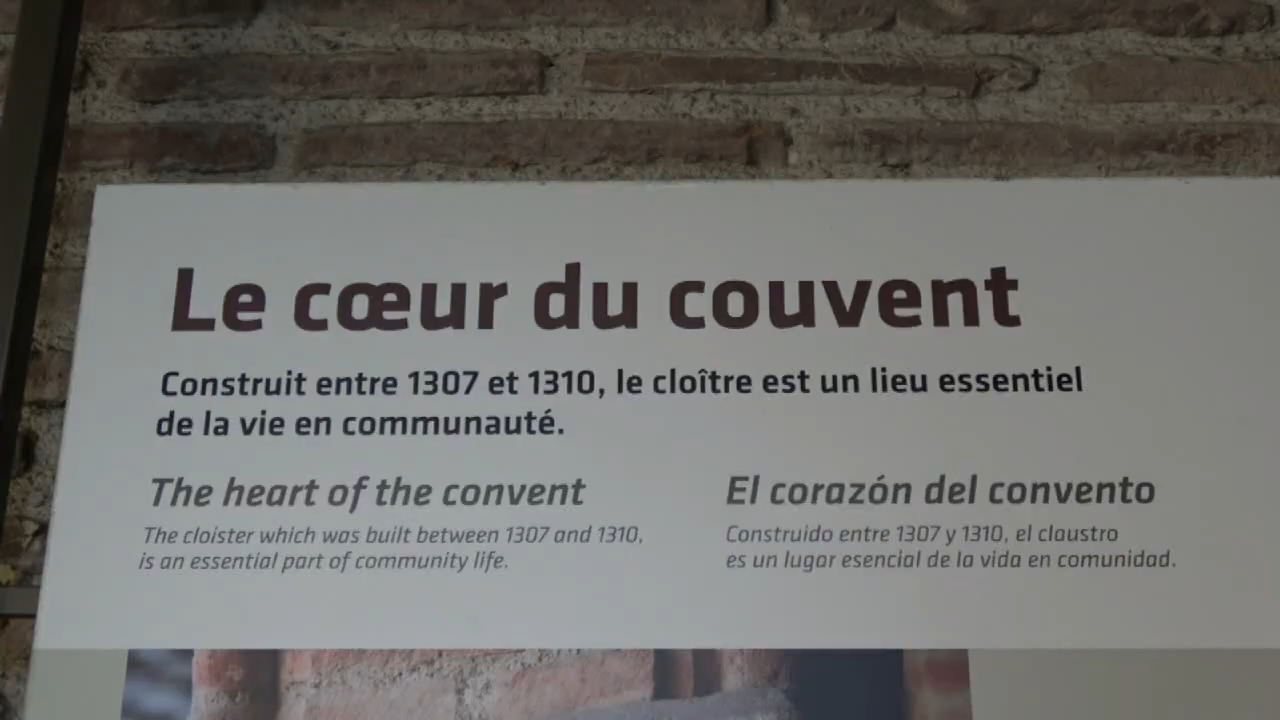 Le cœur du couvent
Construit entre 1307 et 1310, le cloître est un lieu essentiel
de la vie en communauté.
The heart of the convent
The cloister which was built between 1307 and 1310,
is an essential part of community life.
El corazón del convento
Construido entre 1307 y 1310, el claustro
es un lugar esencial de la vida en comunidad.